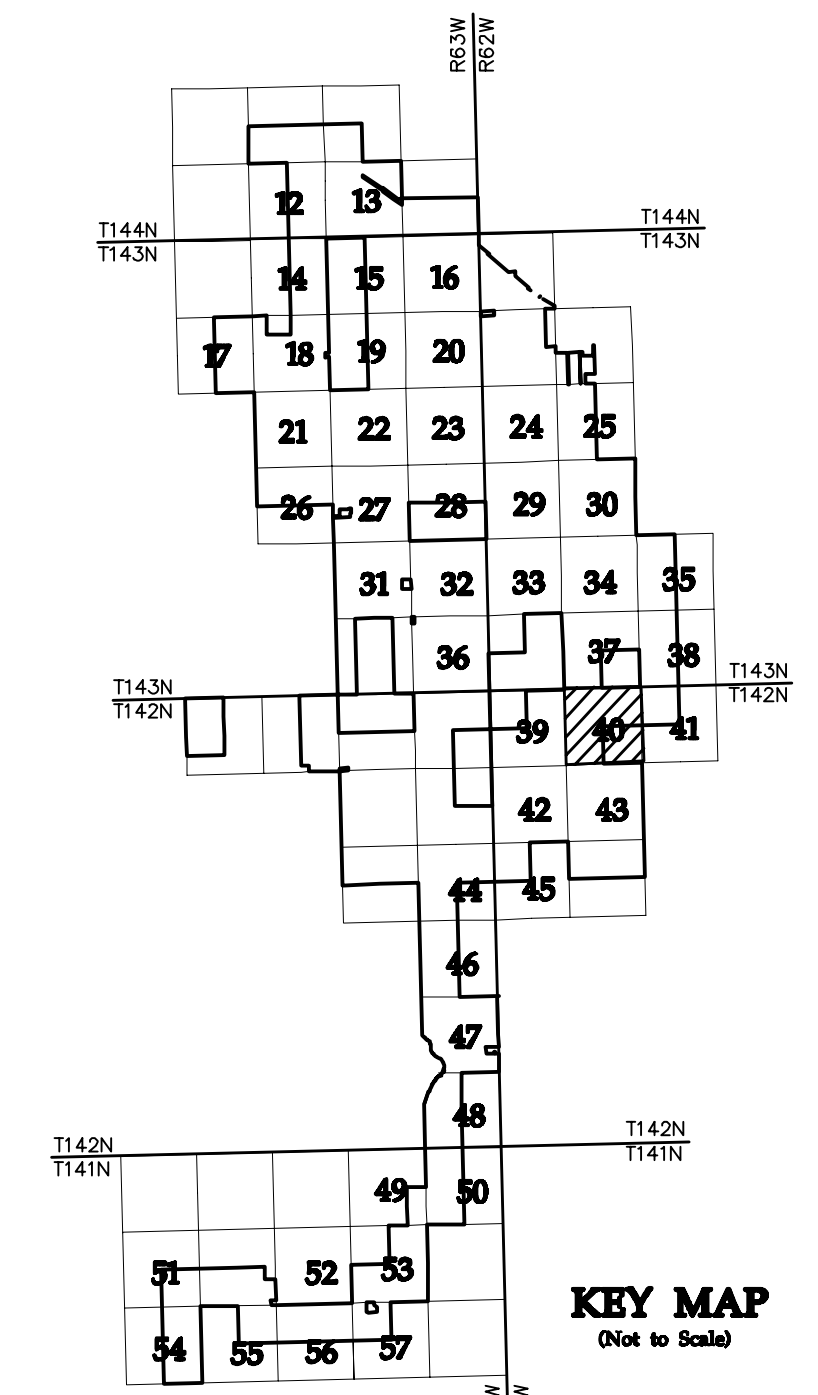 R63W R62W
12 13
T144N T144N
T143N T143N
14 15 16
17 18 19 20
21 22 23 24 25
26 27 28 29 30
31 32 33 34 35
36 37 38
T143N T143N
T142N T142N
39 40 41
42 43
44 45
46
47
48
T142N T142N
T141N T141N
49 50
51 52 53
KEY MAP
(Not to Scale)
54 55 56 57
W W